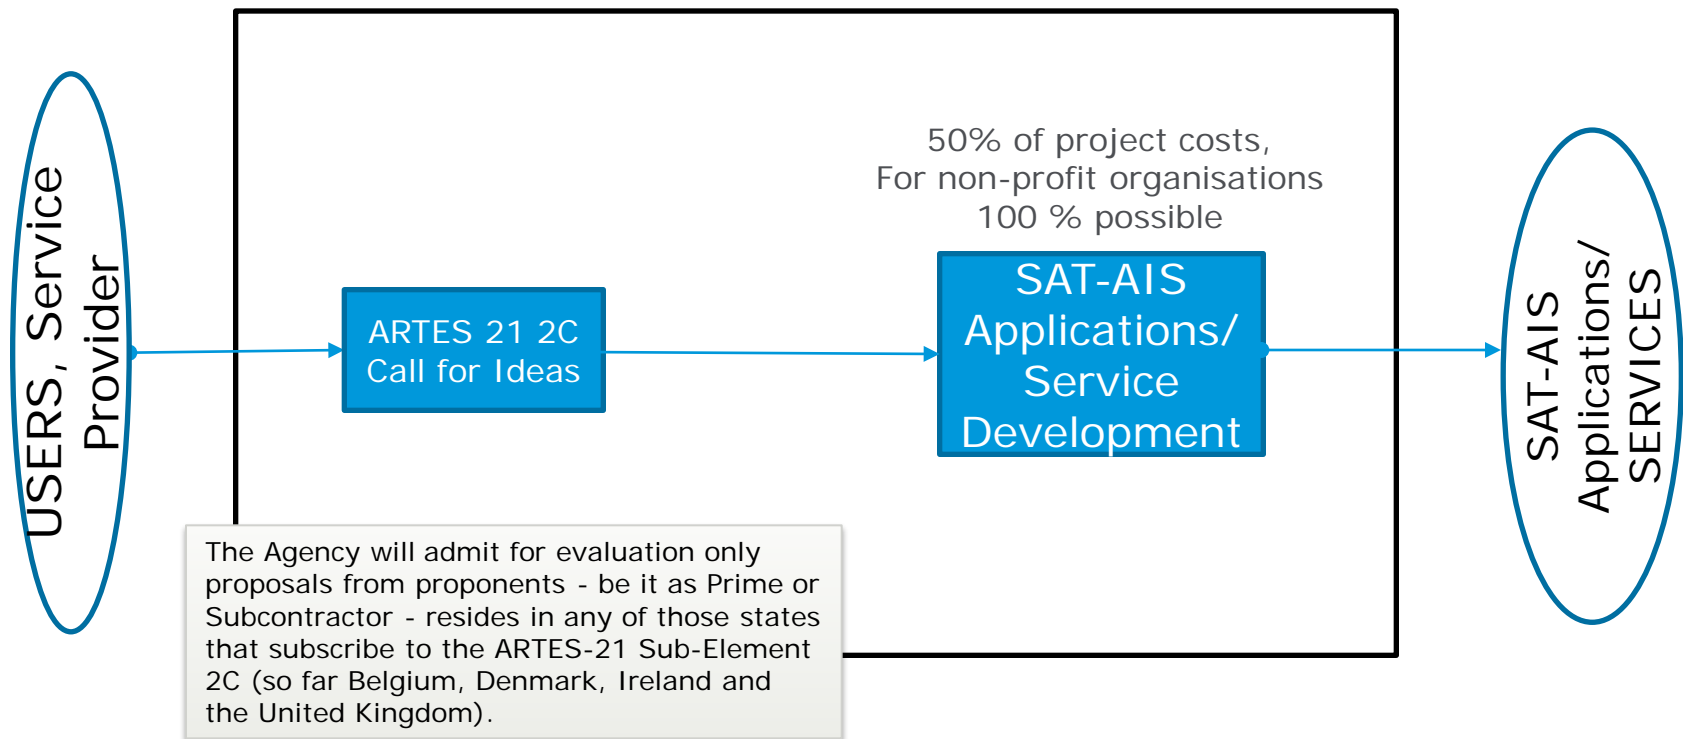 USERS, Service
Provider
ARTES 21 2C
Call for Ideas
50% of project costs,
For non-profit organisations
100 % possible
SAT-AIS
Applications/
Service
Development
SAT-AIS
Applications/
SERVICES
The Agency will admit for evaluation only
proposals from proponents - be it as Prime or
Subcontractor - resides in any of those states
that subscribe to the ARTES-21 Sub-Element
2C (so far Belgium, Denmark, Ireland and
the United Kingdom).